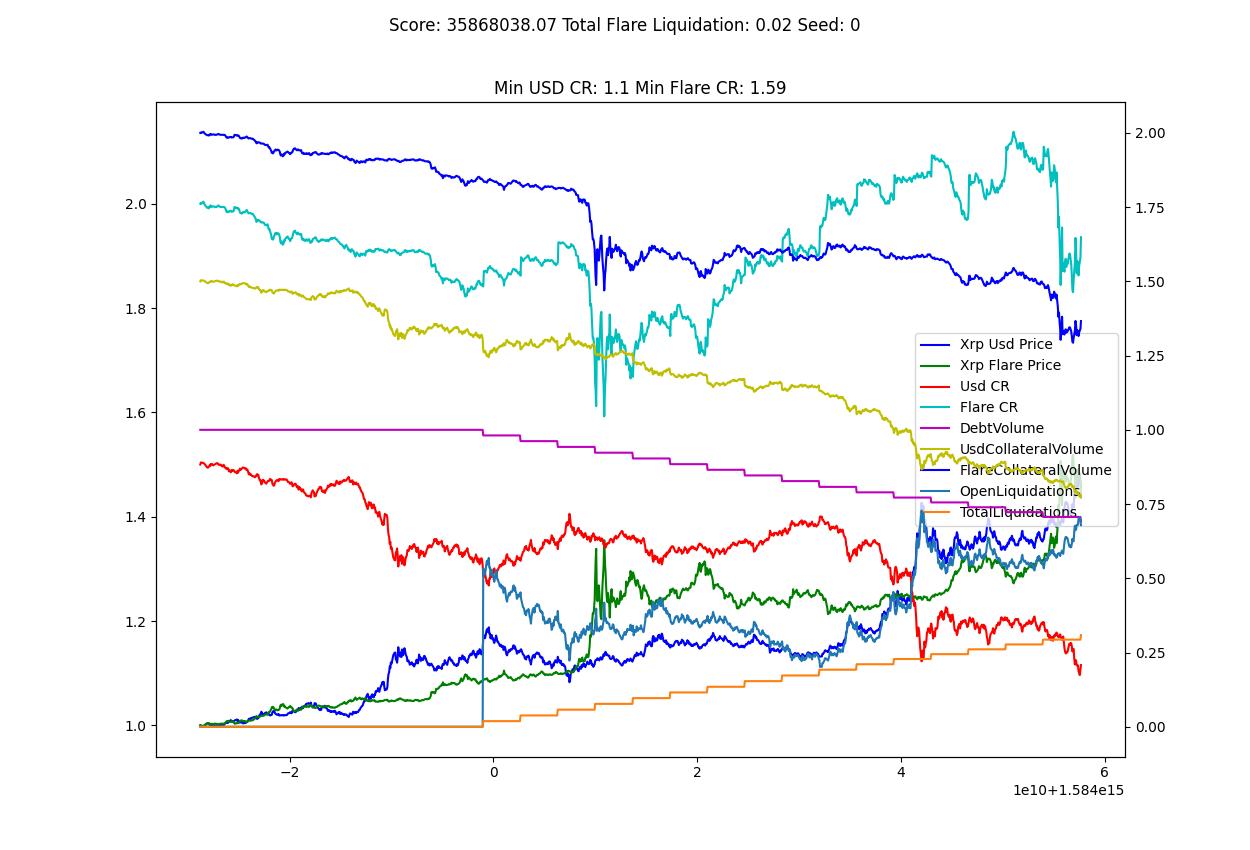 Score: 35868038.07 Total Flare Liquidation: 0.02 Seed: 0
Min USD CR: 1.1 Min Flare CR: 1.59
2.0
1.8
1.6
1.4
1.2
1.0
2.00
1.75
1.50
1.25
1.00
0.75
0.50
0.25
0.00
Xrp Usd Price
Xrp Flare Price
Usd CR
Flare CR
DebtVolume
UsdCollateralVolume
FlareCollateralVolume
OpenLiquidations
TotalLiquidations
−2
0
2
4
6
1e10+1.584e15